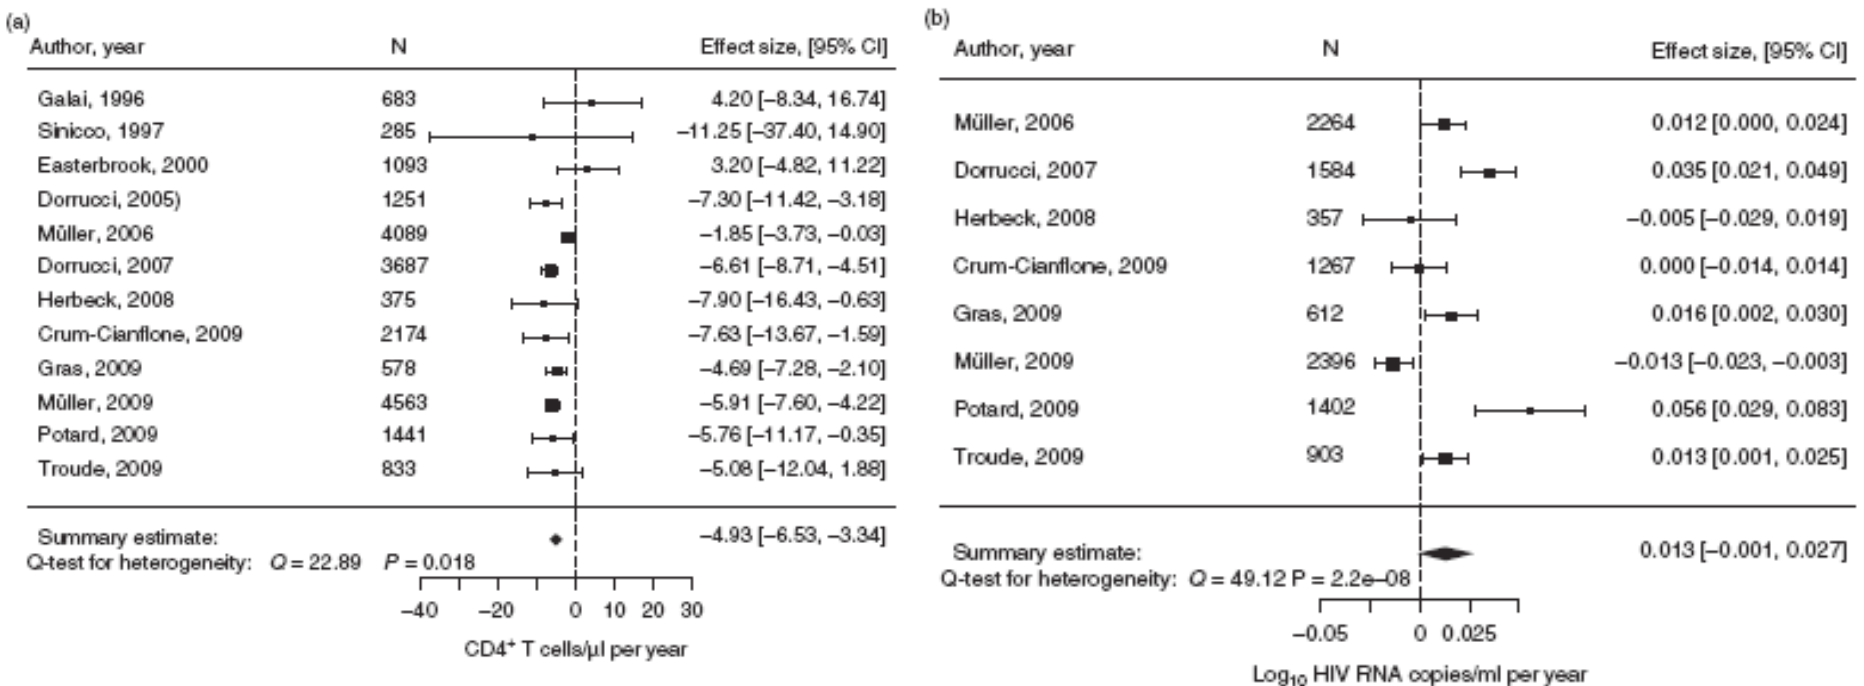 (a)
Author, year N Effect size, [95% CI]
Galai, 1996 683 4.20 [–8.34, 16.74]
Sinicco, 1997 285 –11.25 [–37.40, 14.90]
Easterbrook, 2000 1093 3.20 [–4.82, 11.22]
Dorrucci, 2005) 1251 –7.30 [–11.42, –3.18]
Müller, 2006 4089 –1.85 [–3.73, –0.03]
Dorrucci, 2007 3687 –6.61 [–8.71, –4.51]
Herbeck, 2008 375 –7.90 [–16.43, –0.63]
Crum-Cianflone, 2009 2174 –7.63 [–13.67, –1.59]
Gras, 2009 578 –4.69 [–7.28, –2.10]
Müller, 2009 4563 –5.91 [–7.60, –4.22]
Potard, 2009 1441 –5.76 [–11.17, –0.35]
Troude, 2009 833 –5.08 [–12.04, 1.88]
Summary estimate: –4.93 [–6.53, –3.34]
Q-test for heterogeneity: Q = 22.89 P = 0.018
–40 –20 0 10 20 30
CD4⁺ T cells/µl per year
(b)
Author, year N Effect size, [95% CI]
Müller, 2006 2264 0.012 [0.000, 0.024]
Dorrucci, 2007 1584 0.035 [0.021, 0.049]
Herbeck, 2008 357 –0.005 [–0.029, 0.019]
Crum-Cianflone, 2009 1267 0.000 [–0.014, 0.014]
Gras, 2009 612 0.016 [0.002, 0.030]
Müller, 2009 2396 –0.013 [–0.023, –0.003]
Potard, 2009 1402 0.056 [0.029, 0.083]
Troude, 2009 903 0.013 [0.001, 0.025]
Summary estimate: 0.013 [–0.001, 0.027]
Q-test for heterogeneity: Q = 49.12 P = 2.2e–08
–0.05 0 0.025
Log₁₀ HIV RNA copies/ml per year